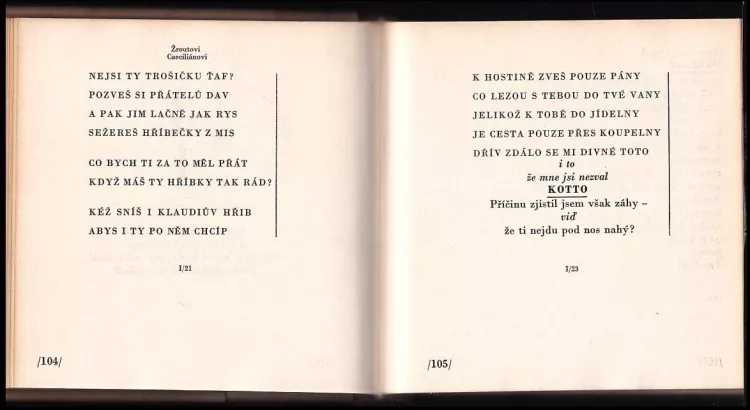 Žroutovi
Caeciliánovi
NEJSI TY TROŠIČKU ŤAF?
POZVEŠ SI PŘÁTELŮ DAV
A PAK JIM LAČNĚ JAK RYS
SEŽEREŠ HŘÍBEČKY Z MIS
CO BYCH TI ZA TO MĚL PŘÁT
KDYŽ MÁŠ TY HŘÍBKY TAK RÁD?
KÉŽ SNÍŠ I KLAUDIŮV HŘIB
ABYS I TY PO NĚM CHCÍP
I/21
/104/
K HOSTINĚ ZVEŠ POUZE PÁNY
CO LEZOU S TEBOU DO TVÉ VANY
JELIKOŽ K TOBĚ DO JÍDELNY
JE CESTA POUZE PŘES KOUPELNY
DŘÍV ZDÁLO SE MI DIVNÉ TOTO
i to
že mne jsi nezval
KOTTO
Příčinu zjistil jsem však záhy –
viď
že ti nejdu pod nos nahý?
I/23
/105/